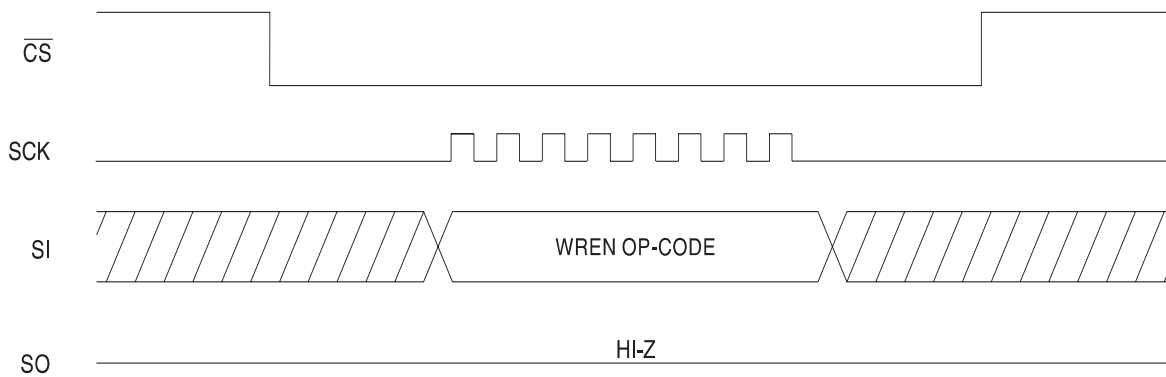 CS
SCK
SI
WREN OP-CODE
SO
HI-Z